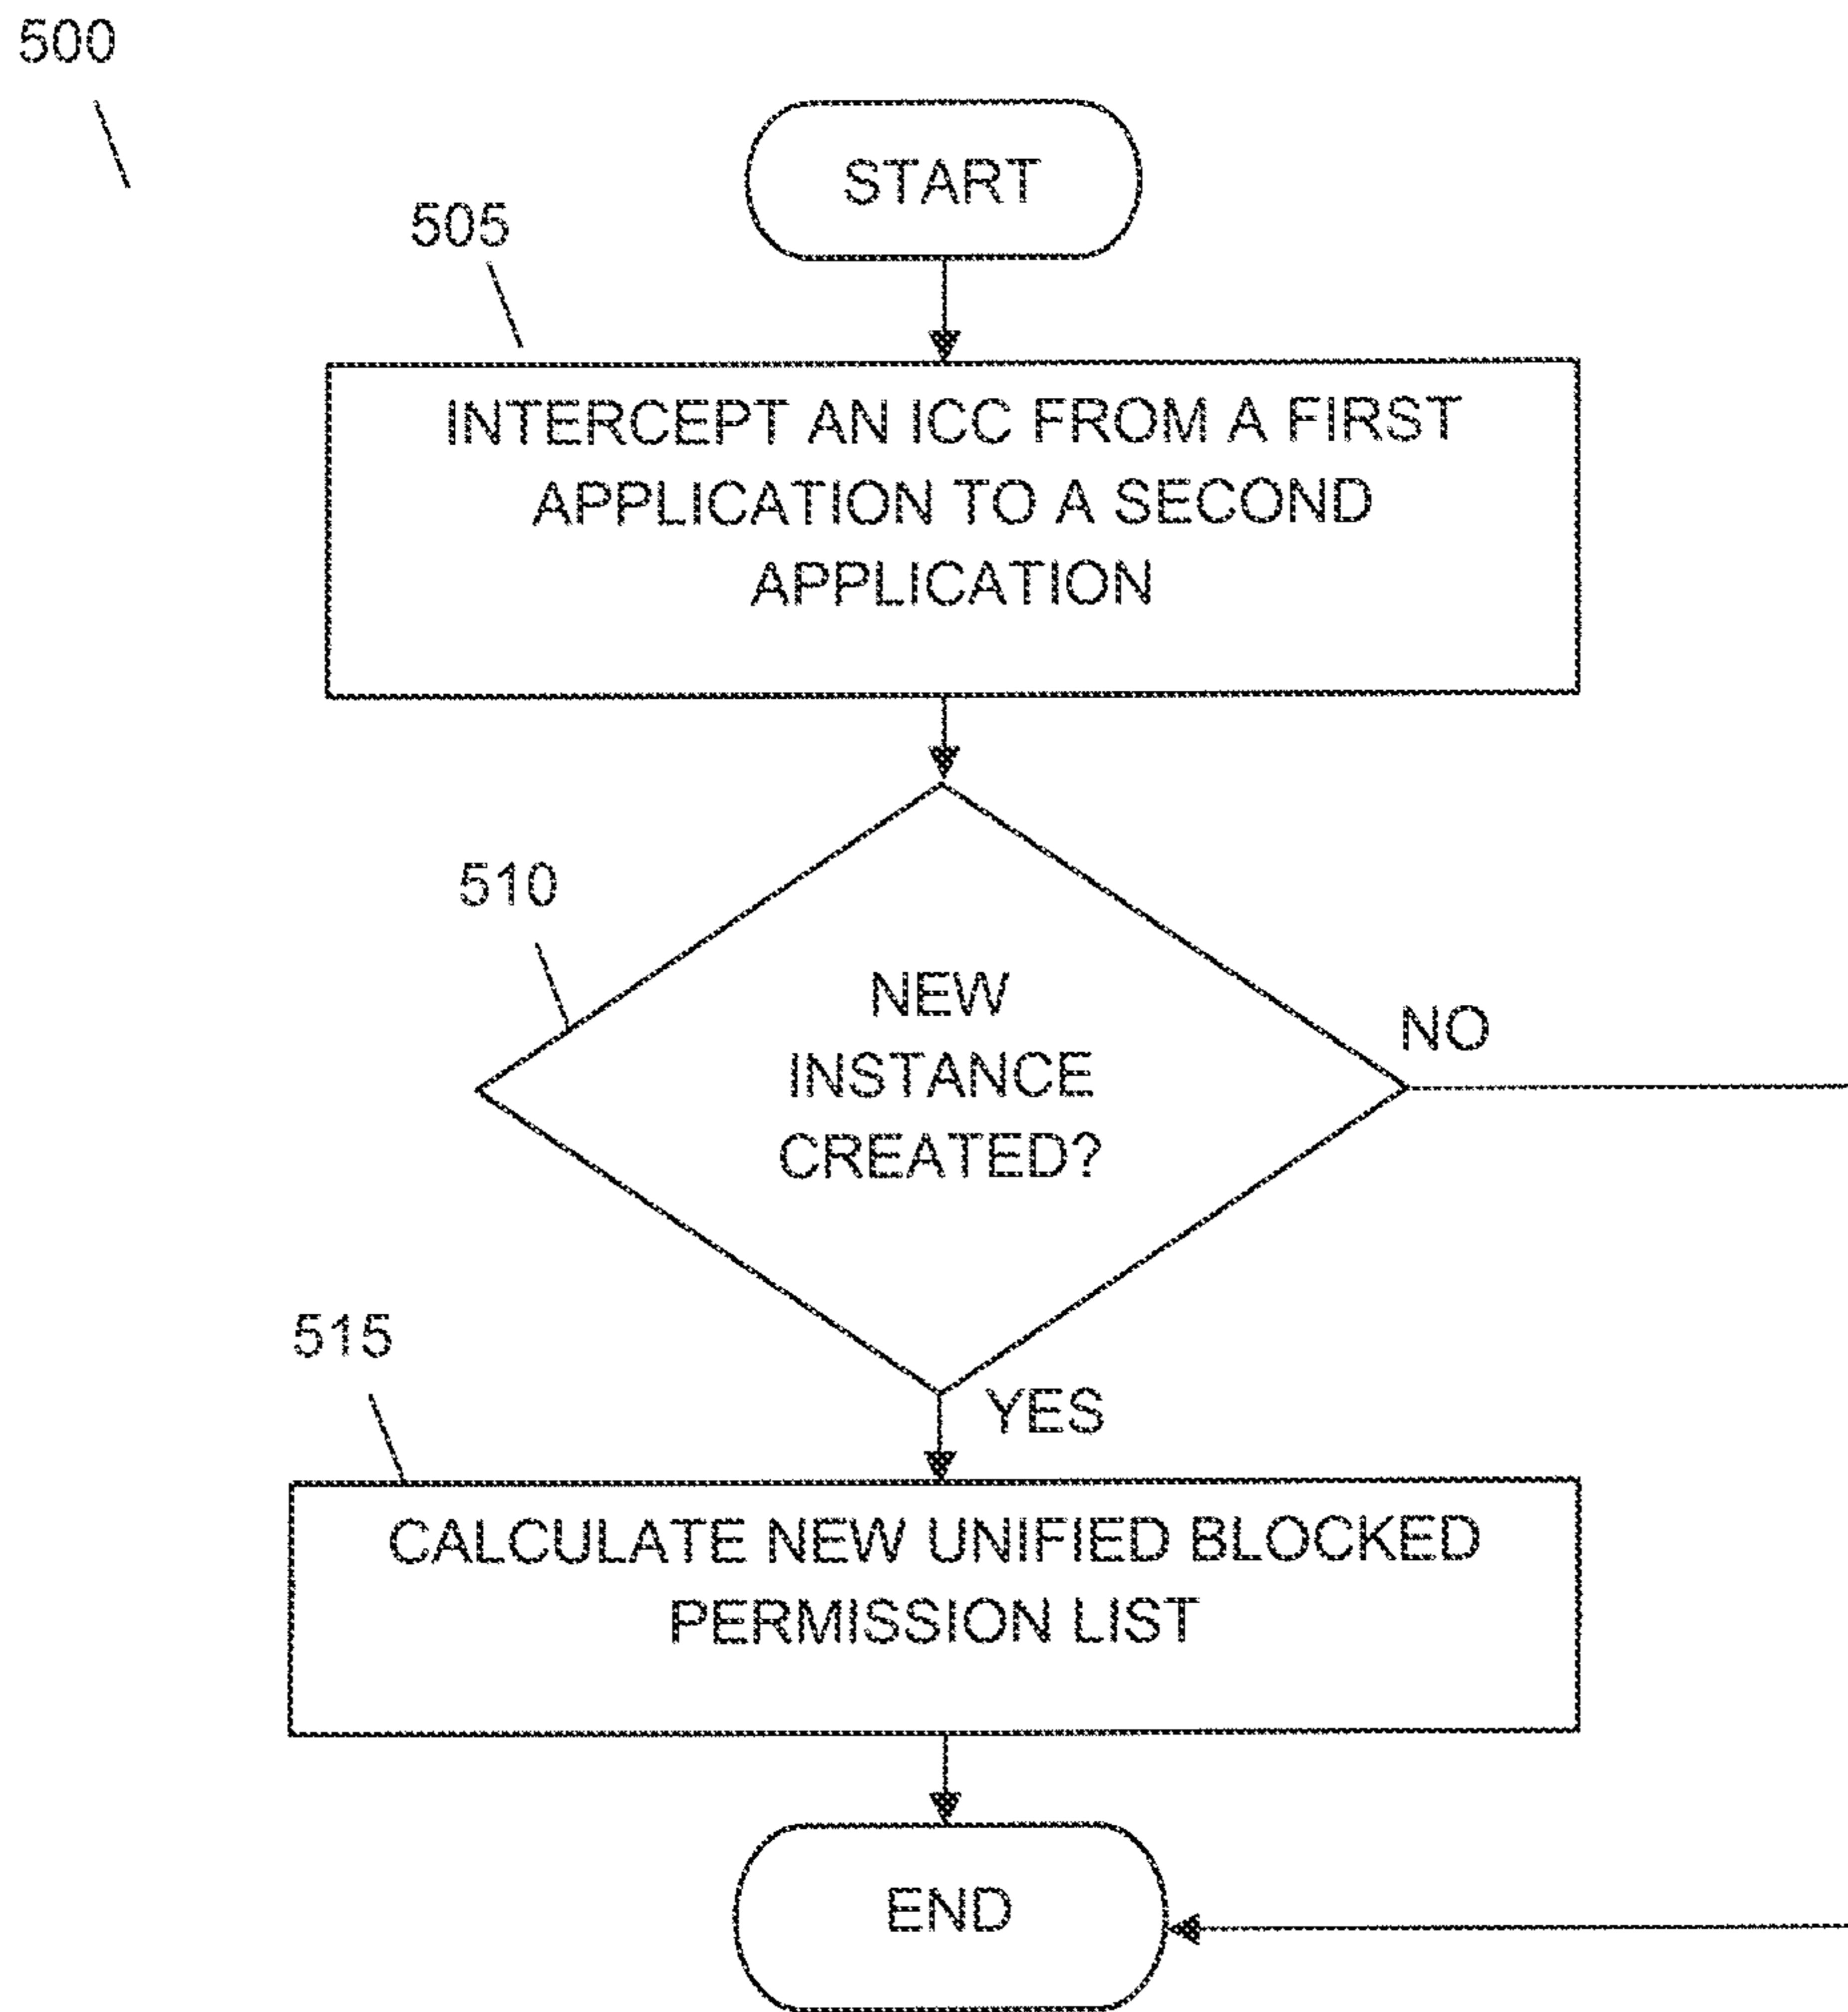 500
START
505
INTERCEPT AN ICC FROM A FIRST
APPLICATION TO A SECOND
APPLICATION
510
NEW
INSTANCE
CREATED?
NO
YES
515
CALCULATE NEW UNIFIED BLOCKED
PERMISSION LIST
END